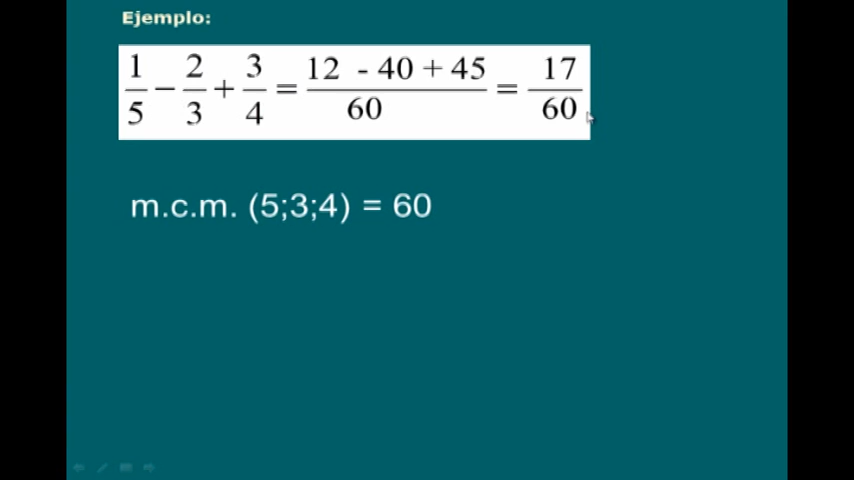 Ejemplo:
1/5 − 2/3 + 3/4 = 12 - 40 + 45/60 = 17/60
m.c.m. (5;3;4) = 60